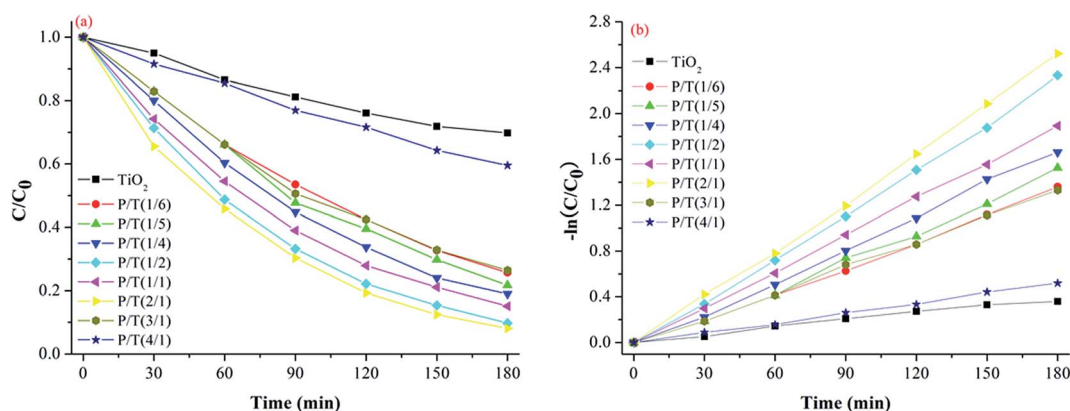 (a)
C/C0
1.0
0.8
0.6
0.4
0.2
0.0
TiO2
P/T(1/6)
P/T(1/5)
P/T(1/4)
P/T(1/2)
P/T(1/1)
P/T(2/1)
P/T(3/1)
P/T(4/1)
0 30 60 90 120 150 180
Time (min)
(b)
-ln(C/C0)
2.8
2.4
2.0
1.6
1.2
0.8
0.4
0.0
TiO2
P/T(1/6)
P/T(1/5)
P/T(1/4)
P/T(1/2)
P/T(1/1)
P/T(2/1)
P/T(3/1)
P/T(4/1)
0 30 60 90 120 150 180
Time (min)